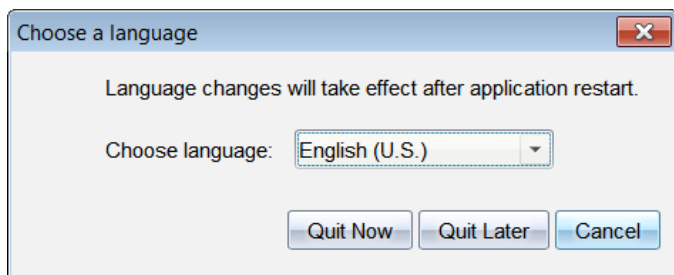 Choose a language
Language changes will take effect after application restart.
Choose language: English (U.S.)
Quit Now Quit Later Cancel